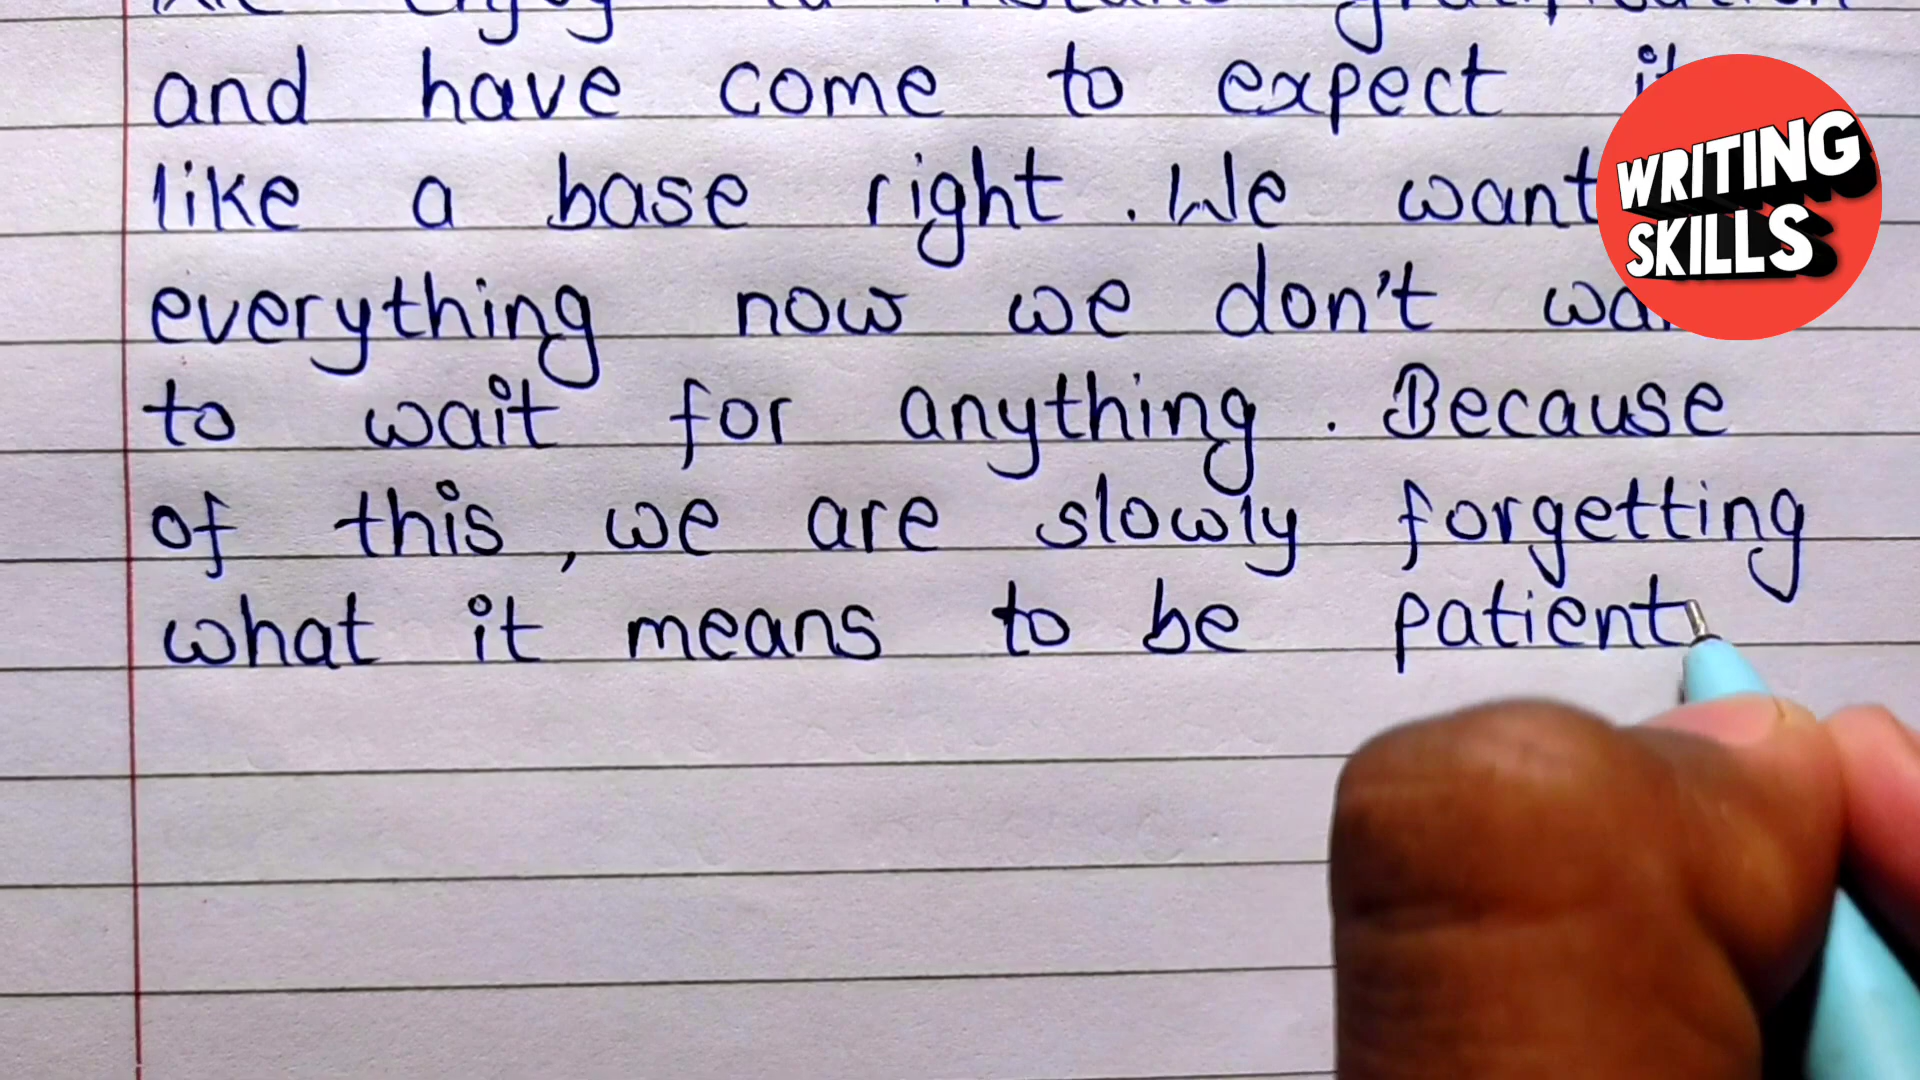 and have come to expect it
like a base right . We want
everything now we don't
to wait for anything . Because
of this , we are slowly forgetting
what it means to be patient
WRITING
SKILLS